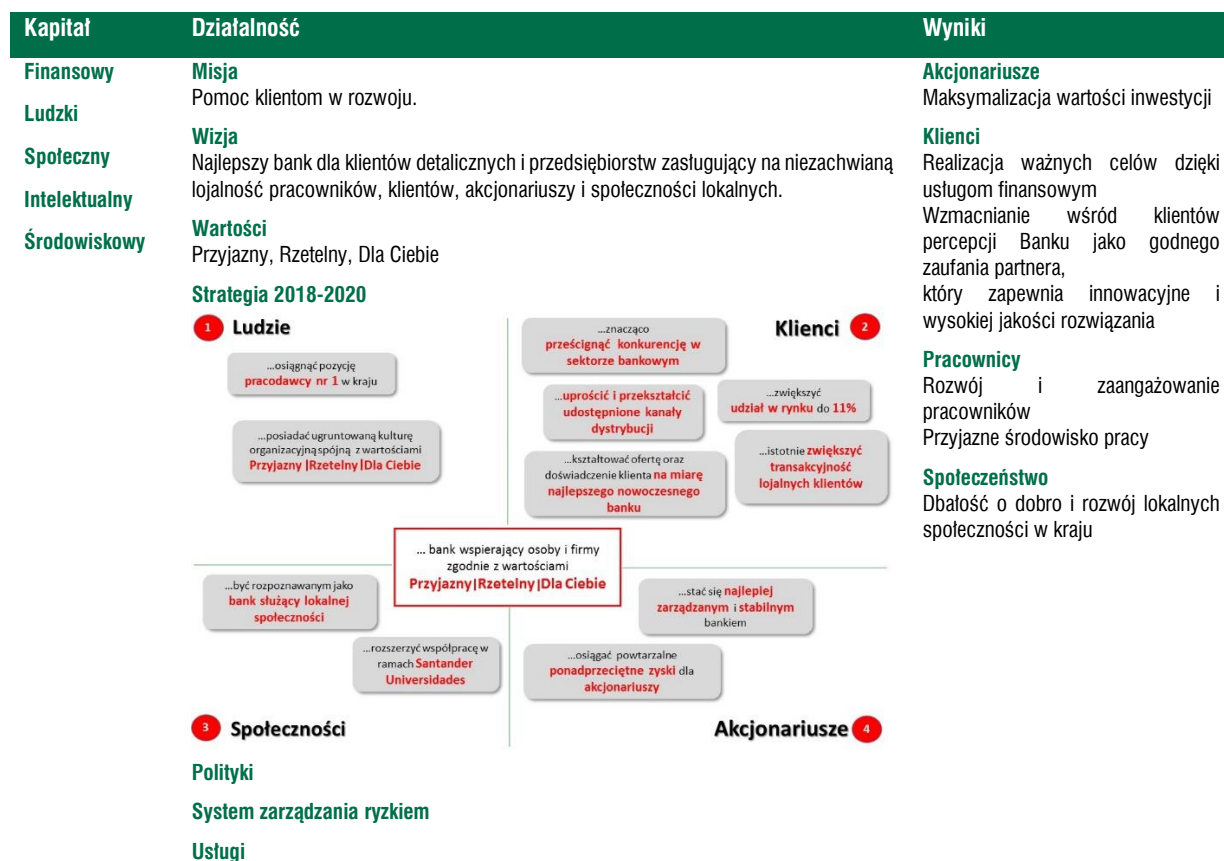 Kapitał
Działalność
Wyniki
Finansowy
Ludzki
Społeczny
Intelektualny
Środowiskowy
Misja
Pomoc klientom w rozwoju.
Wizja
Najlepszy bank dla klientów detalicznych i przedsiębiorstw zasługujący na niezachwianą
lojalność pracowników, klientów, akcjonariuszy i społeczności lokalnych.
Wartości
Przyjazny, Rzetelny, Dla Ciebie
Strategia 2018-2020
1 Ludzie
...osiągnąć pozycję
pracodawcy nr 1 w kraju
...posiadać ugruntowaną kulturę
organizacyjną spójną z wartościami
Przyjazny |Rzetelny |Dla Ciebie
Klienci 2
...znacząco
prześcignąć konkurencję w
sektorze bankowym
...uprościć i przekształcić
udostępnione kanały
dystrybucji
...zwiększyć
udział w rynku do 11%
...kształtować ofertę oraz
doświadczenie klienta na miarę
najlepszego nowoczesnego
banku
...istotnie zwiększyć
transakcyjność
lojalnych klientów
... bank wspierający osoby i firmy
zgodnie z wartościami
Przyjazny|Rzetelny|Dla Ciebie
...być rozpoznawanym jako
bank służący lokalnej
społeczności
...rozszerzyć współpracę w
ramach Santander
Universidades
3 Społeczności
...stać się najlepiej
zarządzanym i stabilnym
bankiem
...osiągać powtarzalne
ponadprzeciętne zyski dla
akcjonariuszy
Akcjonariusze 4
Polityki
System zarządzania ryzkiem
Usługi
Akcjonariusze
Maksymalizacja wartości inwestycji
Klienci
Realizacja ważnych celów dzięki
usługom finansowym
Wzmacnianie wśród klientów
percepcji Banku jako godnego
zaufania partnera,
który zapewnia innowacyjne i
wysokiej jakości rozwiązania
Pracownicy
Rozwój i zaangażowanie
pracowników
Przyjazne środowisko pracy
Społeczeństwo
Dbałość o dobro i rozwój lokalnych
społeczności w kraju